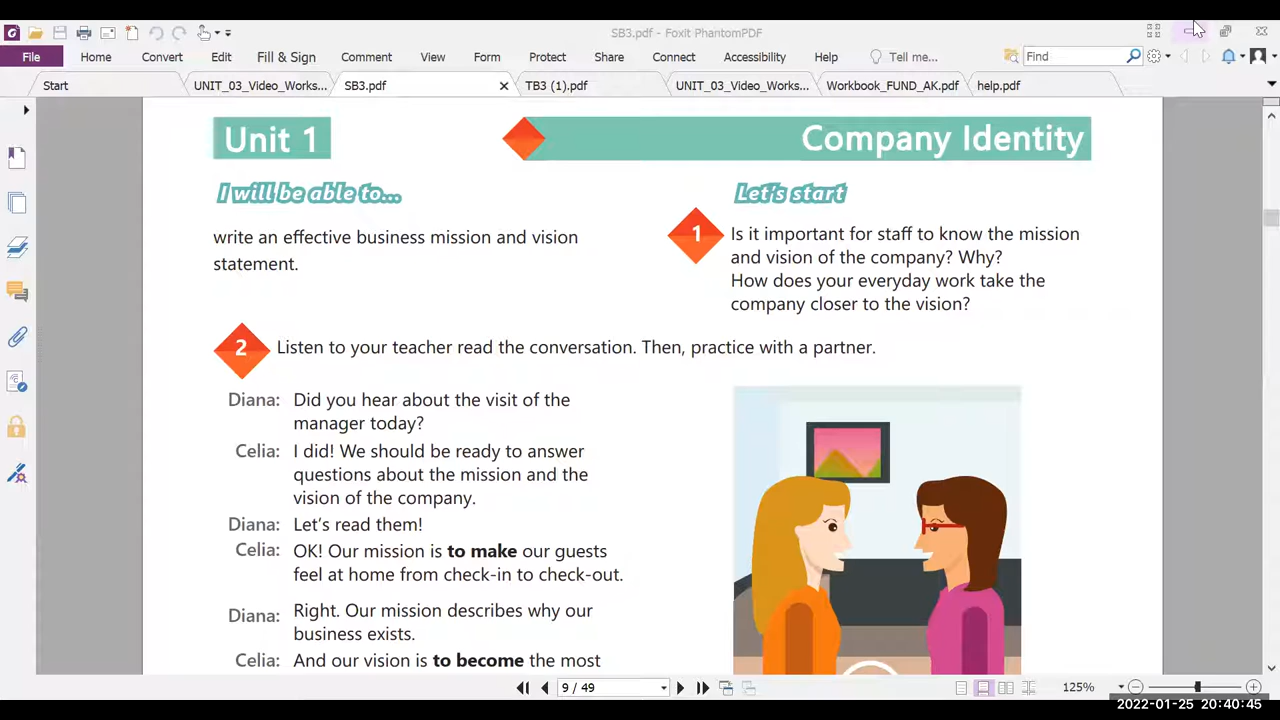 SB3.pdf - Foxit PhantomPDF
File Home Convert Edit Fill & Sign Comment View Form Protect Share Connect Accessibility Help Tell me... Find
Start UNIT_03_Video_Works... SB3.pdf TB3 (1).pdf UNIT_03_Video_Works... Workbook_FUND_AK.pdf help.pdf
Unit 1
Company Identity
I will be able to...
write an effective business mission and vision
statement.
Let's start
1
Is it important for staff to know the mission
and vision of the company? Why?
How does your everyday work take the
company closer to the vision?
2
Listen to your teacher read the conversation. Then, practice with a partner.
Diana: Did you hear about the visit of the
manager today?
Celia: I did! We should be ready to answer
questions about the mission and the
vision of the company.
Diana: Let's read them!
Celia: OK! Our mission is to make our guests
feel at home from check-in to check-out.
Diana: Right. Our mission describes why our
business exists.
Celia: And our vision is to become the most
9 / 49
125%
2022-01-25 20:40:45